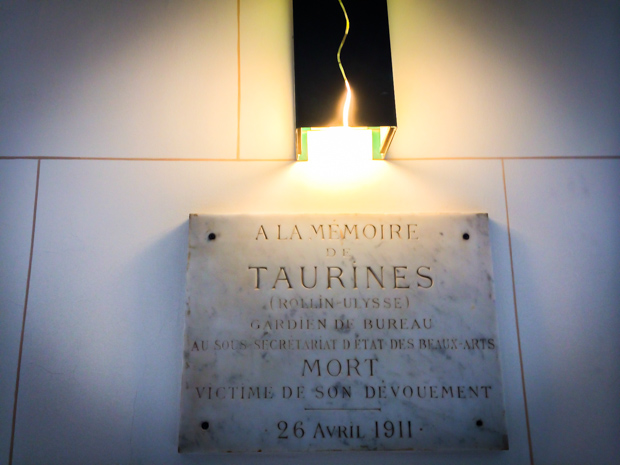 A LA MÉMOIRE
DE
TAURINES
(ROLLIN-ULYSSE)
GARDIEN DE BUREAU
AU SOUS-SECRÉTARIAT D'ÉTAT DES BEAUX-ARTS
MORT
VICTIME DE SON DÉVOUEMENT
26 AVRIL 1911